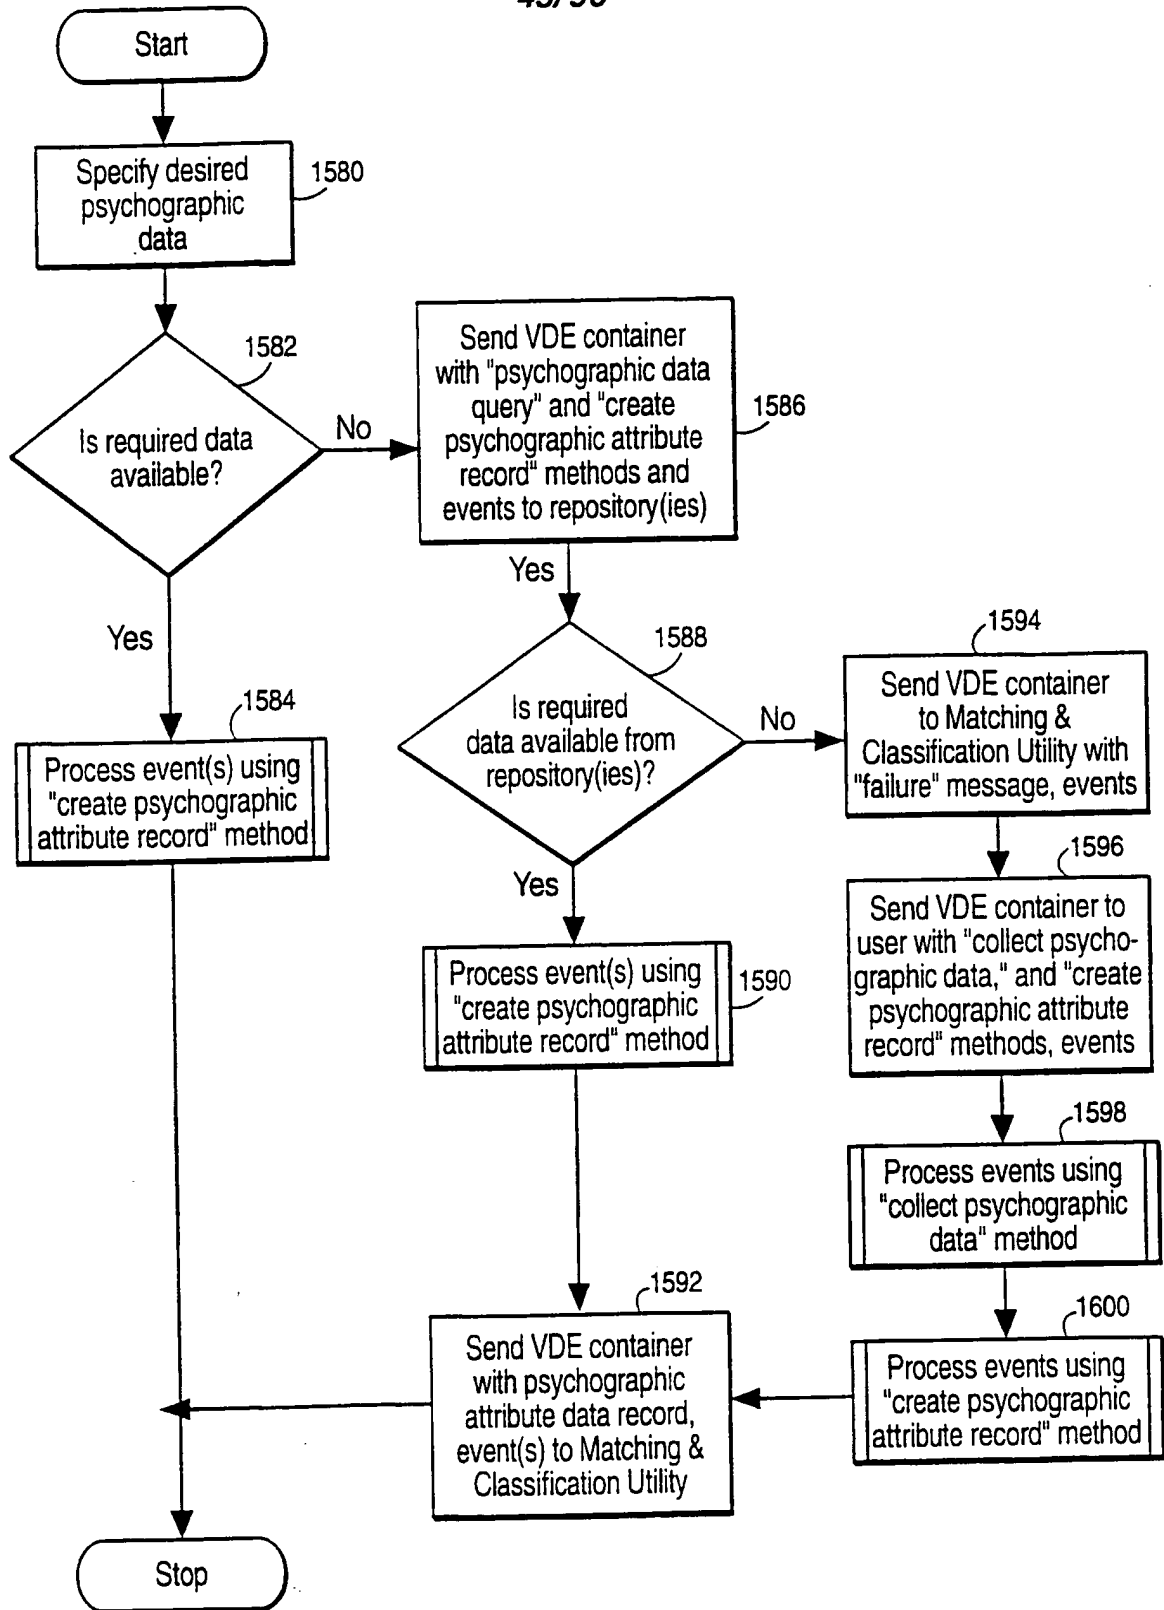 Start
Specify desired
psychographic
data
1580
1582
Is required data
available?
No
Yes
Send VDE container
with "psychographic data
query" and "create
psychographic attribute
record" methods and
events to repository(ies)
1586
Yes
1584
Process event(s) using
"create psychographic
attribute record" method
1588
Is required
data available from
repository(ies)?
No
Yes
1594
Send VDE container
to Matching &
Classification Utility with
"failure" message, events
1596
Send VDE container to
user with "collect psycho-
graphic data," and "create
psychographic attribute
record" methods, events
Process event(s) using
"create psychographic
attribute record" method
1590
1598
Process events using
"collect psychographic
data" method
1600
Process events using
"create psychographic
attribute record" method
1592
Send VDE container
with psychographic
attribute data record,
event(s) to Matching &
Classification Utility
Stop